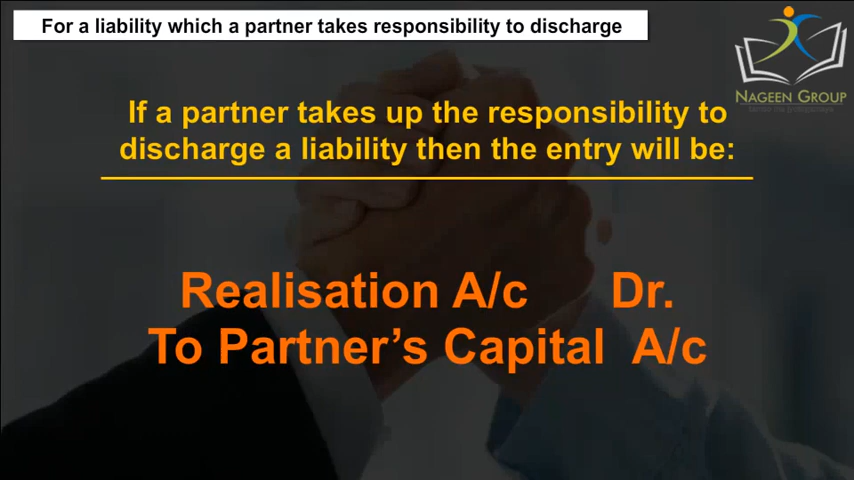 For a liability which a partner takes responsibility to discharge
NAGEEN GROUP
If a partner takes up the responsibility to
discharge a liability then the entry will be:
Realisation A/c Dr.
To Partner’s Capital A/c